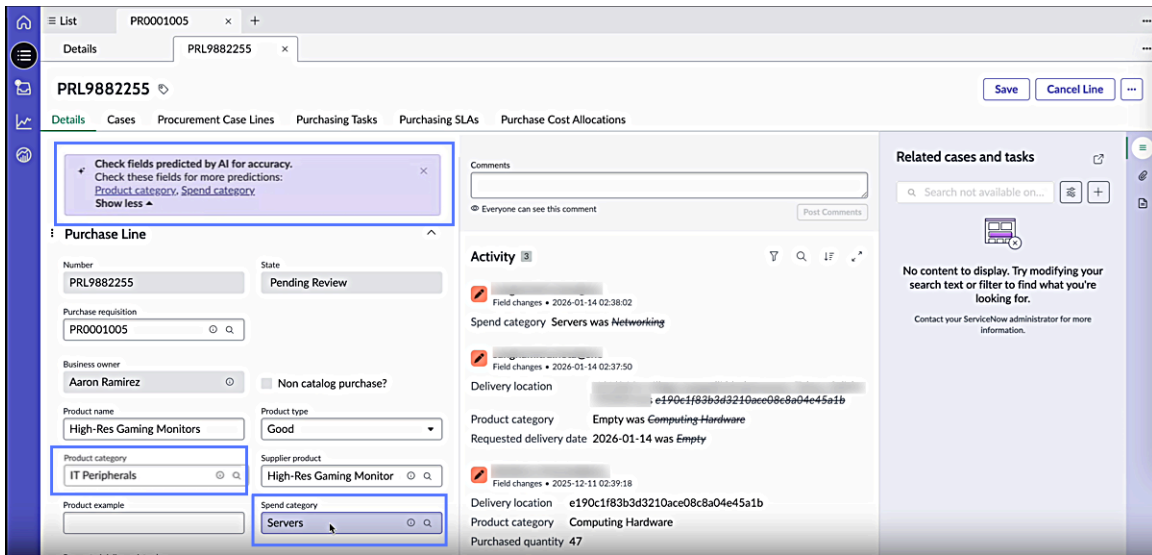 List
PR0001005
Details
PRL9882255
PRL9882255
Save
Cancel Line
Details Cases Procurement Case Lines Purchasing Tasks Purchasing SLAs Purchase Cost Allocations
Check fields predicted by AI for accuracy.
Check these fields for more predictions:
Product category, Spend category
Show less
Purchase Line
Number
PRL9882255
State
Pending Review
Purchase requisition
PR0001005
Business owner
Aaron Ramirez
Non catalog purchase?
Product name
High-Res Gaming Monitors
Product type
Good
Product category
IT Peripherals
Supplier product
High-Res Gaming Monitor
Product example
Spend category
Servers
Comments
Everyone can see this comment
Post Comments
Activity 3
Field changes • 2026-01-14 02:38:02
Spend category Servers was Networking
Field changes • 2026-01-14 02:37:50
Delivery location
e190c1f83b3d3210ace08c8a04e45a1b
Product category Empty was Computing Hardware
Requested delivery date 2026-01-14 was Empty
Field changes • 2025-12-11 02:39:18
Delivery location e190c1f83b3d3210ace08c8a04e45a1b
Product category Computing Hardware
Purchased quantity 47
Related cases and tasks
Search not available on...
No content to display. Try modifying your
search text or filter to find what you're
looking for.
Contact your ServiceNow administrator for more
information.